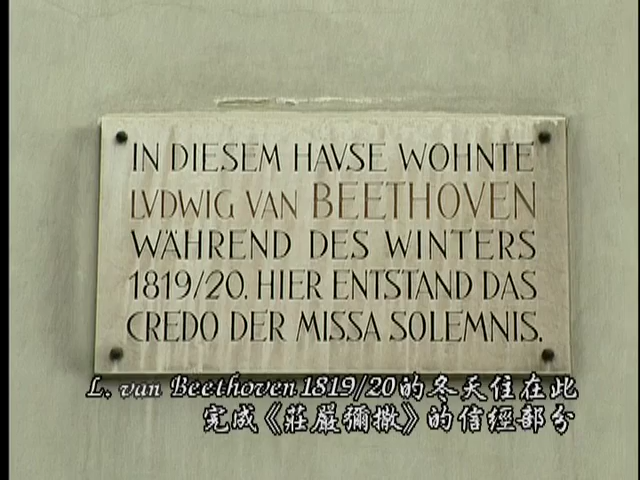 IN DIESEM HAVSE WOHNTE
LVDWIG VAN BEETHOVEN
WÄHREND DES WINTERS
1819/20. HIER ENTSTAND DAS
CREDO DER MISSA SOLEMNIS.
L. van Beethoven 1819/20的冬天住在此
完成《莊嚴彌撒》的信經部分